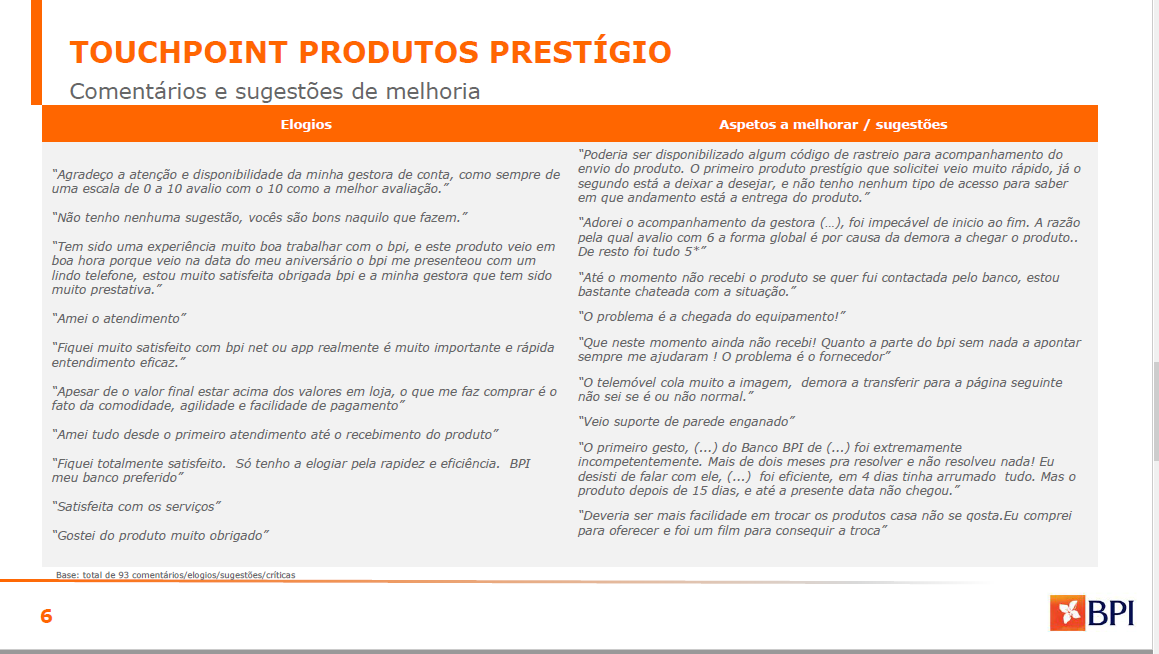 TOUCHPOINT PRODUTOS PRESTÍGIO
Comentários e sugestões de melhoria
Elogios
“Agradeço a atenção e disponibilidade da minha gestora de conta, como sempre de
uma escala de 0 a 10 avalio com o 10 como a melhor avaliação.”
“Não tenho nenhuma sugestão, vocês são bons naquilo que fazem.”
“Tem sido uma experiência muito boa trabalhar com o bpi, e este produto veio em
boa hora porque veio na data do meu aniversário o bpi me presenteou com um
lindo telefone, estou muito satisfeita obrigada bpi e a minha gestora que tem sido
muito prestativa.”
“Amei o atendimento”
“Fiquei muito satisfeito com bpi net ou app realmente é muito importante e rápida
entendimento eficaz.”
“Apesar de o valor final estar acima dos valores em loja, o que me faz comprar é o
fato da comodidade, agilidade e facilidade de pagamento”
“Amei tudo desde o primeiro atendimento até o recebimento do produto”
“Fiquei totalmente satisfeito.  Só tenho a elogiar pela rapidez e eficiência.  BPI
meu banco preferido”
“Satisfeita com os serviços”
“Gostei do produto muito obrigado”
Aspetos a melhorar / sugestões
“Poderia ser disponibilizado algum código de rastreio para acompanhamento do
envio do produto. O primeiro produto prestígio que solicitei veio muito rápido, já o
segundo está a deixar a desejar, e não tenho nenhum tipo de acesso para saber
em que andamento está a entrega do produto.”
“Adorei o acompanhamento da gestora (…), foi impecável de inicio ao fim. A razão
pela qual avalio com 6 a forma global é por causa da demora a chegar o produto..
De resto foi tudo 5*”
“Até o momento não recebi o produto se quer fui contactada pelo banco, estou
bastante chateada com a situação.”
“O problema é a chegada do equipamento!”
“Que neste momento ainda não recebi! Quanto a parte do bpi sem nada a apontar
sempre me ajudaram ! O problema é o fornecedor”
“O telemóvel cola muito a imagem,  demora a transferir para a página seguinte
não sei se é ou não normal.”
“Veio suporte de parede enganado”
“O primeiro gesto, (...) do Banco BPI de (...) foi extremamente
incompetentemente. Mais de dois meses pra resolver e não resolveu nada! Eu
desisti de falar com ele, (...)  foi eficiente, em 4 dias tinha arrumado  tudo. Mas o
produto depois de 15 dias, e até a presente data não chegou.”
“Deveria ser mais facilidade em trocar os produtos casa não se gosta.Eu comprei
para oferecer e foi um film para conseguir a troca”
Base: total de 93 comentários/elogios/sugestões/críticas
6
BPI